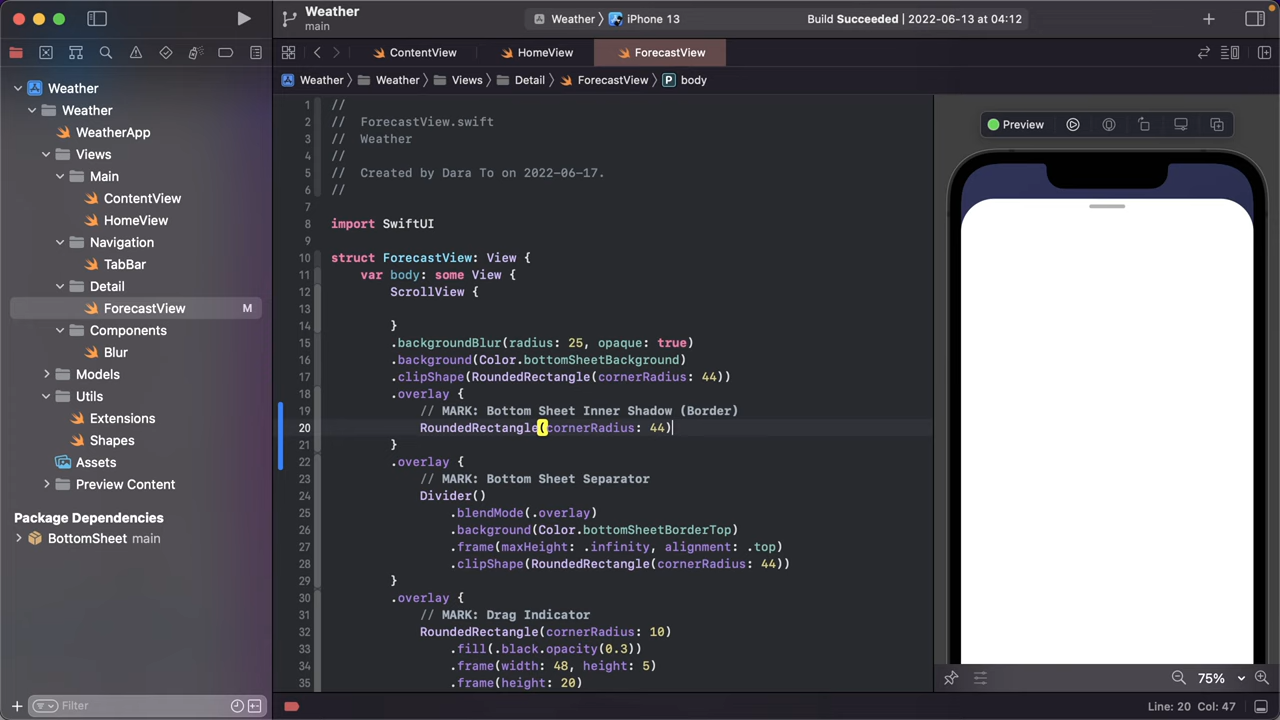 Weather
main
Weather
iPhone 13
Build Succeeded | 2022-06-13 at 04:12
ContentView
HomeView
ForecastView
Weather
Weather
Views
Detail
ForecastView
P
body
Weather
Weather
WeatherApp
Views
Main
ContentView
HomeView
Navigation
TabBar
Detail
ForecastView M
Components
Blur
Models
Utils
Extensions
Shapes
Assets
Preview Content
Package Dependencies
BottomSheet main
Filter
1 //
2 //  ForecastView.swift
3 //  Weather
4 //
5 //  Created by Dara To on 2022-06-17.
6 //
7
8 import SwiftUI
9
10 struct ForecastView: View {
11     var body: some View {
12         ScrollView {
13
14         }
15         .backgroundBlur(radius: 25, opaque: true)
16         .background(Color.bottomSheetBackground)
17         .clipShape(RoundedRectangle(cornerRadius: 44))
18         .overlay {
19             // MARK: Bottom Sheet Inner Shadow (Border)
20             RoundedRectangle(cornerRadius: 44)
21         }
22         .overlay {
23             // MARK: Bottom Sheet Separator
24             Divider()
25                 .blendMode(.overlay)
26                 .background(Color.bottomSheetBorderTop)
27                 .frame(maxHeight: .infinity, alignment: .top)
28                 .clipShape(RoundedRectangle(cornerRadius: 44))
29         }
30         .overlay {
31             // MARK: Drag Indicator
32             RoundedRectangle(cornerRadius: 10)
33                 .fill(.black.opacity(0.3))
34                 .frame(width: 48, height: 5)
35                 .frame(height: 20)
Preview
75%
Line: 20 Col: 47